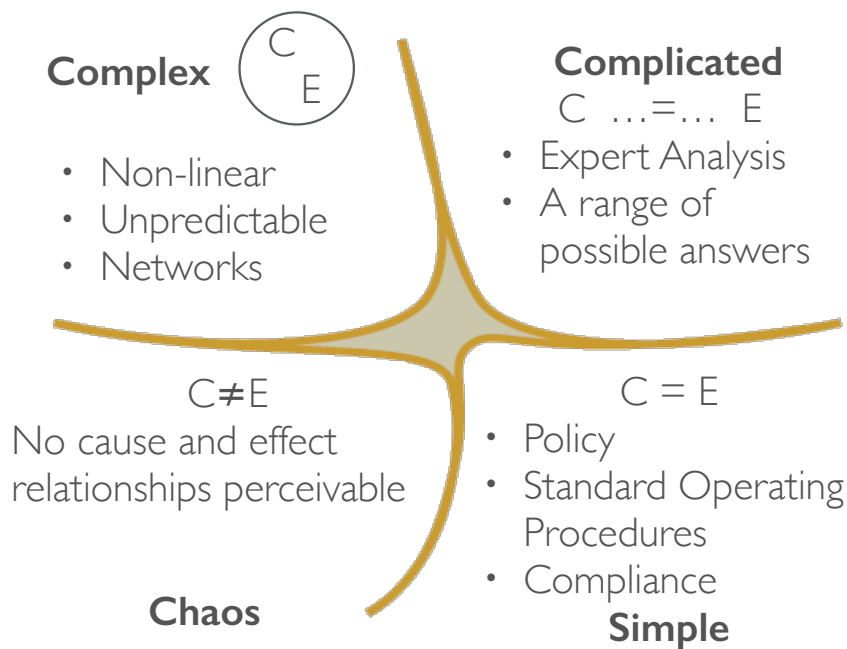 Complex
C
E
• Non-linear
• Unpredictable
• Networks
Complicated
C ...=... E
• Expert Analysis
• A range of
possible answers
C≠E
No cause and effect
relationships perceivable
Chaos
C = E
• Policy
• Standard Operating
Procedures
• Compliance
Simple